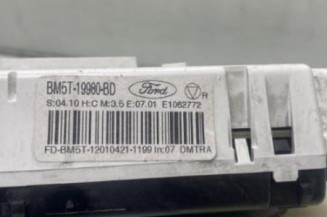 BM5T-19980-BD Ford R
S:04.10 H:C M:3.5 E:07.01 E1062772
FD-BM5T-12010421-1199 In:07 DMTRA